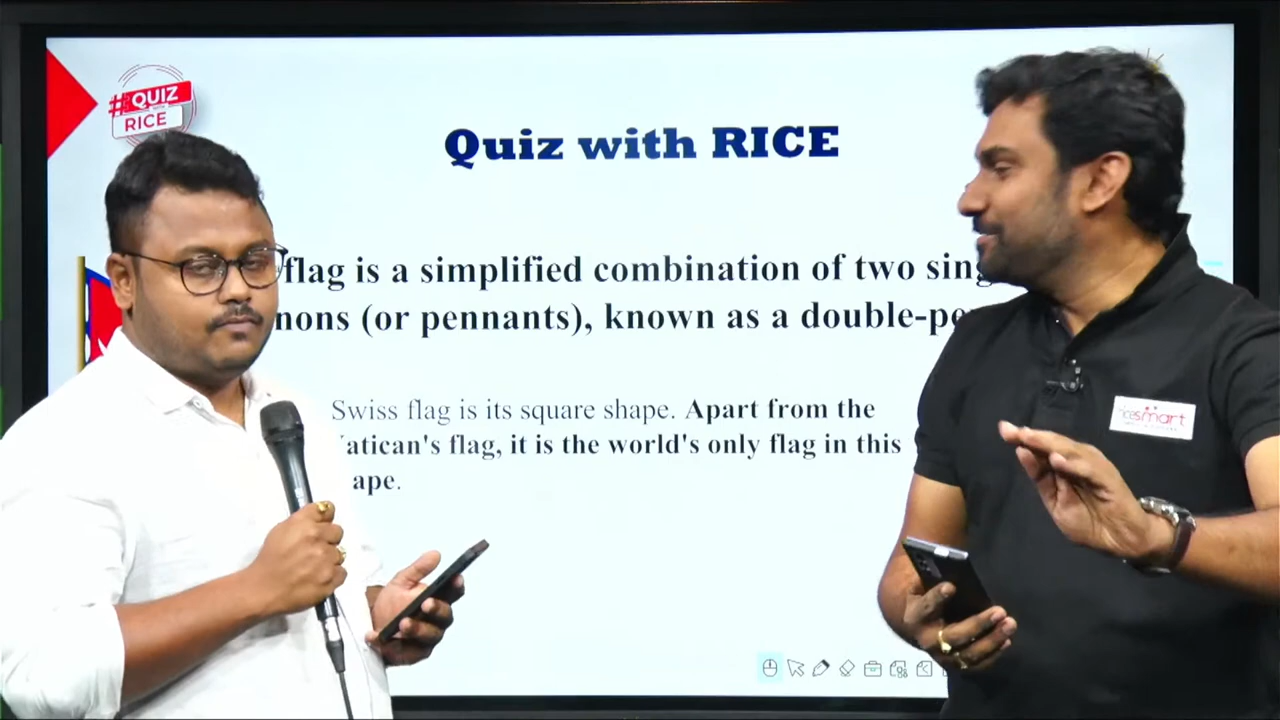 #QUIZ
WITH
RICE
Quiz with RICE
flag is a simplified combination of two sing
nons (or pennants), known as a double-pe
Swiss flag is its square shape. Apart from the
atican's flag, it is the world's only flag in this
ape.
ricesmart